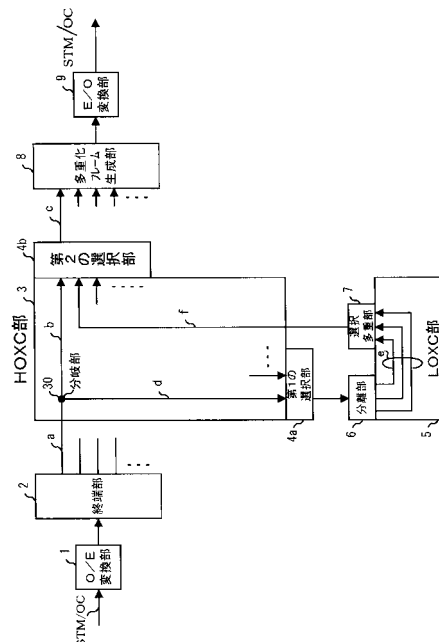 STM/OC
1
O/E
変換部
2
終端部
a
30
分岐部
HOXC部
3
b
d
f
第1の
選択部
4a
第2の選択部
4b
c
8
多重化
フレーム
生成部
9
E/O
変換部
STM/OC
6
分離部
e
7
選択
多重部
5
LOXC部